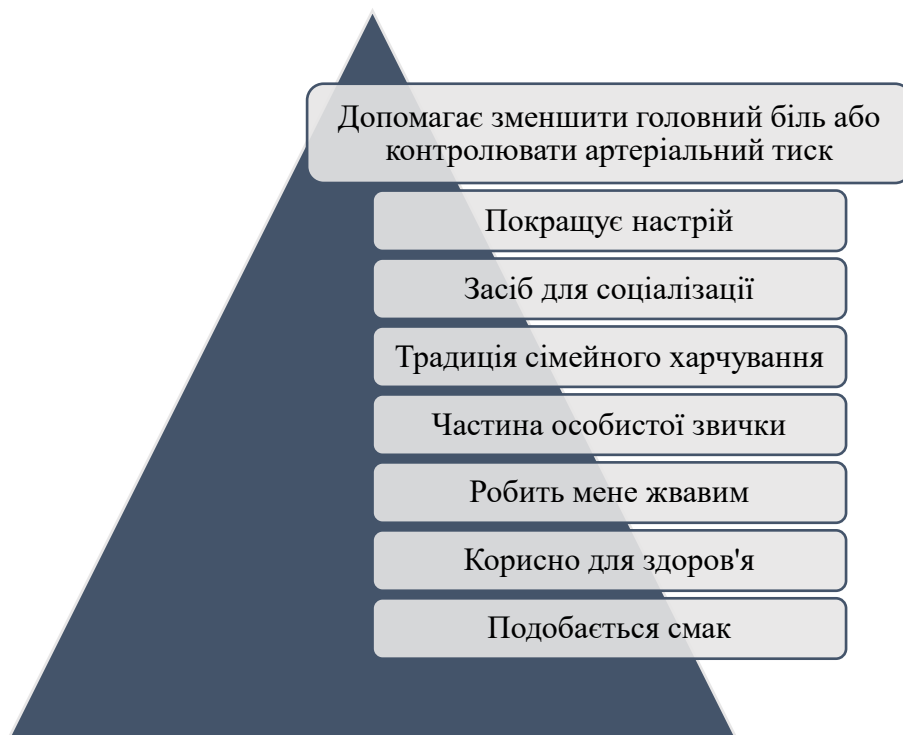 Допомагає зменшити головний біль або
контролювати артеріальний тиск
Покращує настрій
Засіб для соціалізації
Традиція сімейного харчування
Частина особистої звички
Робить мене жвавим
Корисно для здоров'я
Подобається смак